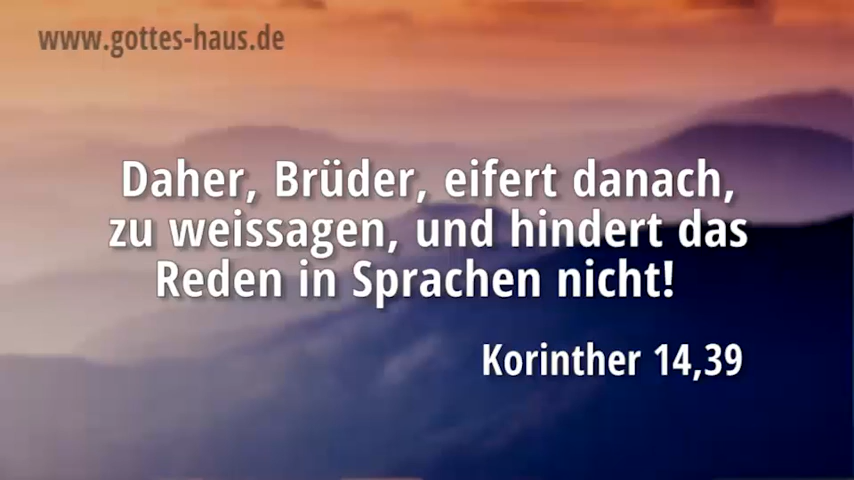 www.gottes-haus.de
Daher, Brüder, eifert danach,
zu weissagen, und hindert das
Reden in Sprachen nicht!
Korinther 14,39